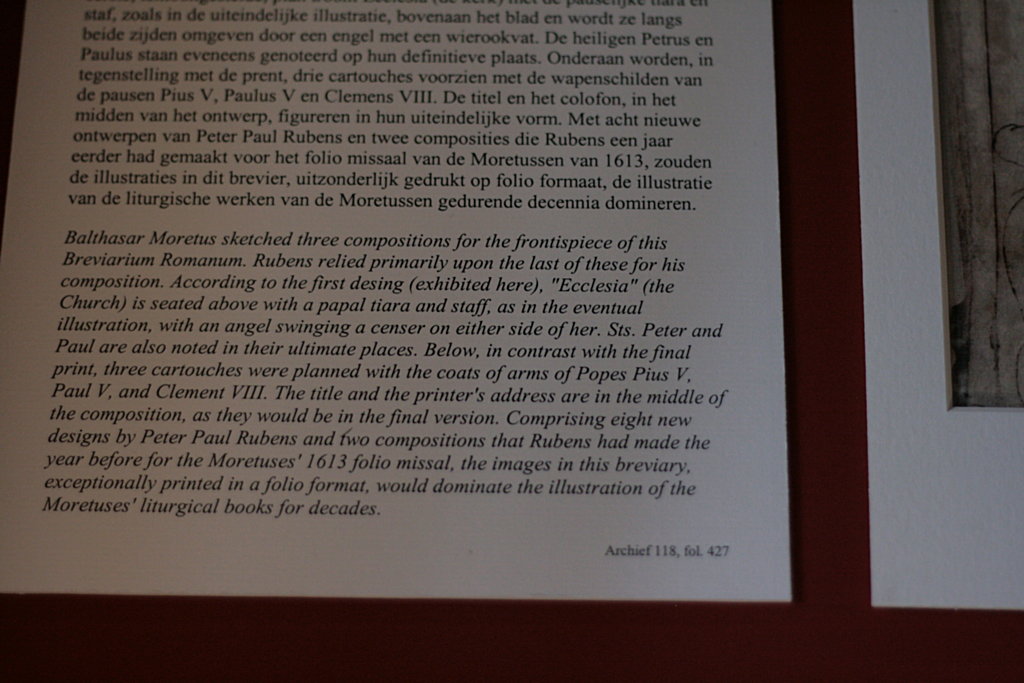 de pauselijke tiara en
staf, zoals in de uiteindelijke illustratie, bovenaan het blad en wordt ze langs
beide zijden omgeven door een engel met een wierookvat. De heiligen Petrus en
Paulus staan eveneens genoteerd op hun definitieve plaats. Onderaan worden, in
tegenstelling met de prent, drie cartouches voorzien met de wapenschilden van
de pausen Pius V, Paulus V en Clemens VIII. De titel en het colofon, in het
midden van het ontwerp, figureren in hun uiteindelijke vorm. Met acht nieuwe
ontwerpen van Peter Paul Rubens en twee composities die Rubens een jaar
eerder had gemaakt voor het folio missaal van de Moretussen van 1613, zouden
de illustraties in dit brevier, uitzonderlijk gedrukt op folio formaat, de illustratie
van de liturgische werken van de Moretussen gedurende decennia domineren.
Balthasar Moretus sketched three compositions for the frontispiece of this
Breviarium Romanum. Rubens relied primarily upon the last of these for his
composition. According to the first desing (exhibited here), "Ecclesia" (the
Church) is seated above with a papal tiara and staff, as in the eventual
illustration, with an angel swinging a censer on either side of her. Sts. Peter and
Paul are also noted in their ultimate places. Below, in contrast with the final
print, three cartouches were planned with the coats of arms of Popes Pius V,
Paul V, and Clement VIII. The title and the printer's address are in the middle of
the composition, as they would be in the final version. Comprising eight new
designs by Peter Paul Rubens and two compositions that Rubens had made the
year before for the Moretuses' 1613 folio missal, the images in this breviary,
exceptionally printed in a folio format, would dominate the illustration of the
Moretuses' liturgical books for decades.
Archief 118, fol. 427